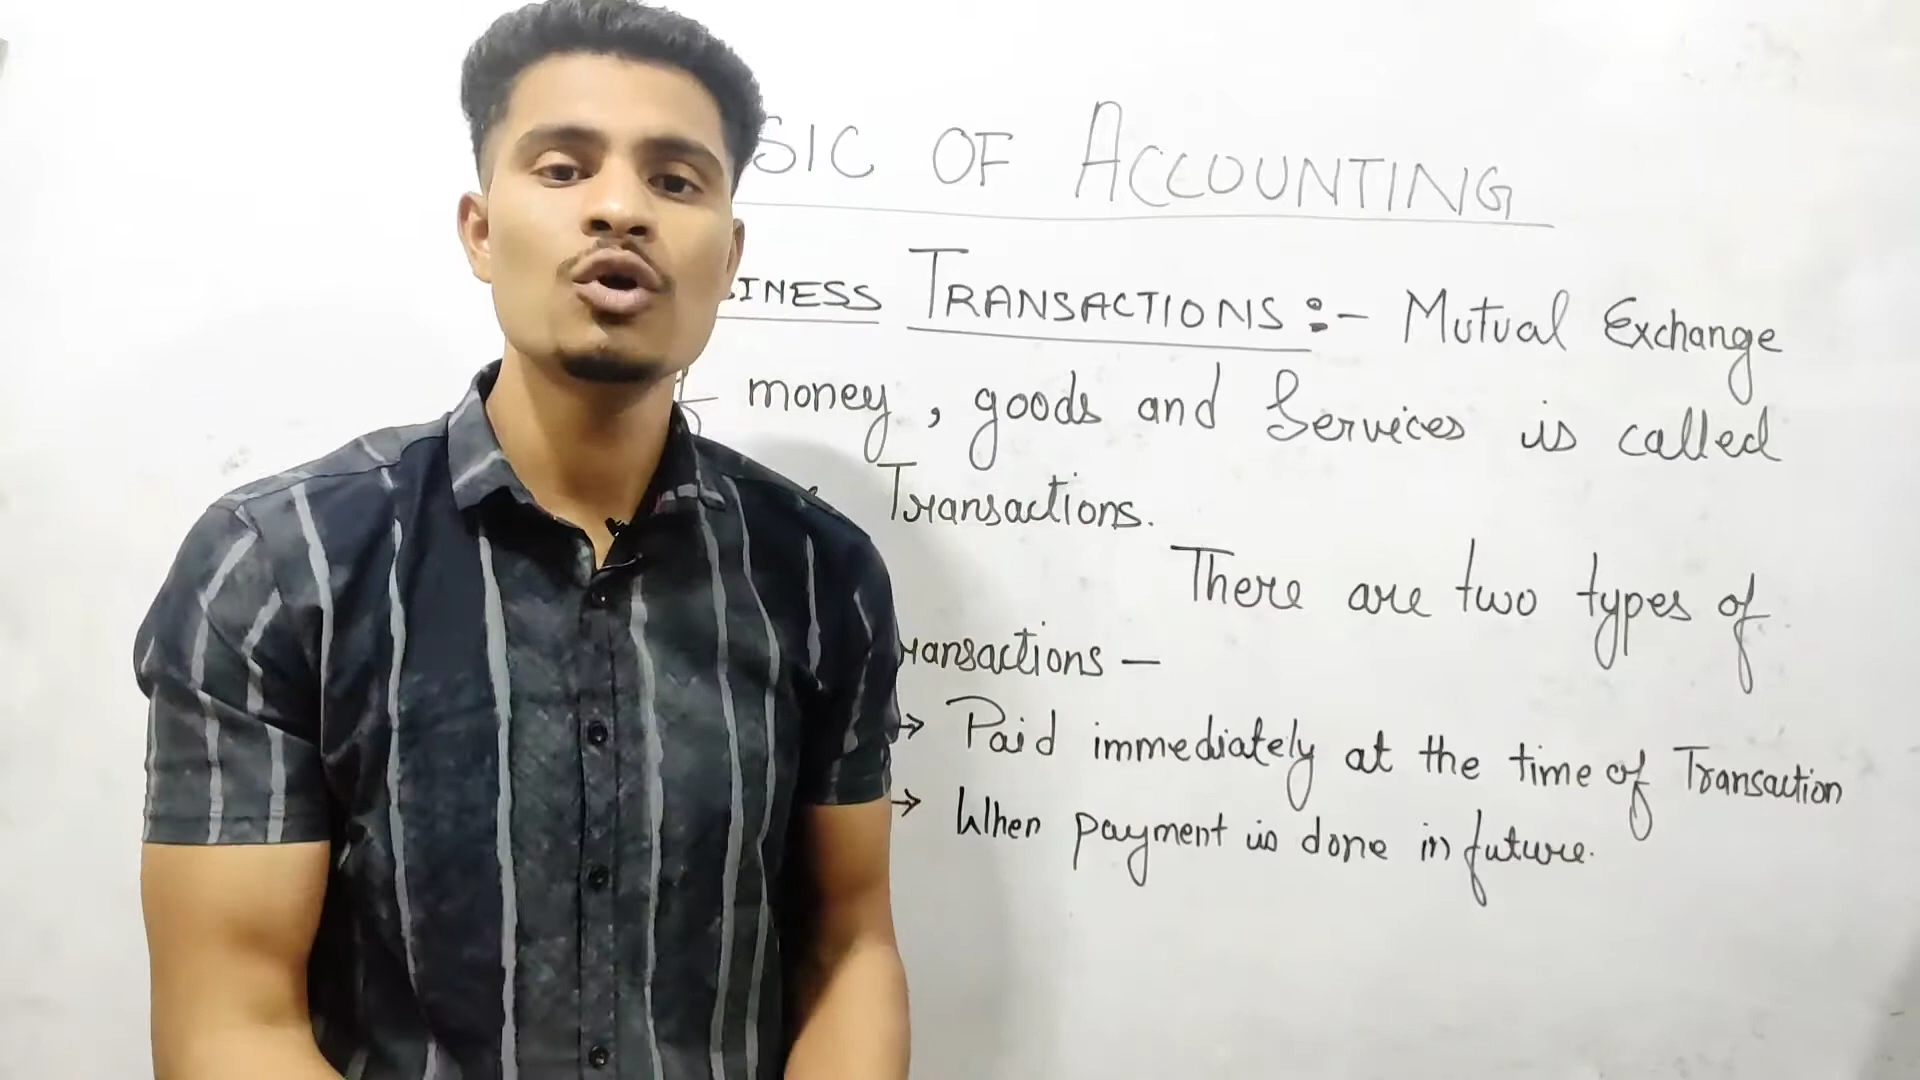 SIC OF ACCOUNTING
INESS TRANSACTIONS :- Mutual Exchange
money, goods and Services is called
Transactions.
There are two types of
ransactions —
→ Paid immediately at the time of Transaction
→ When payment is done in future.